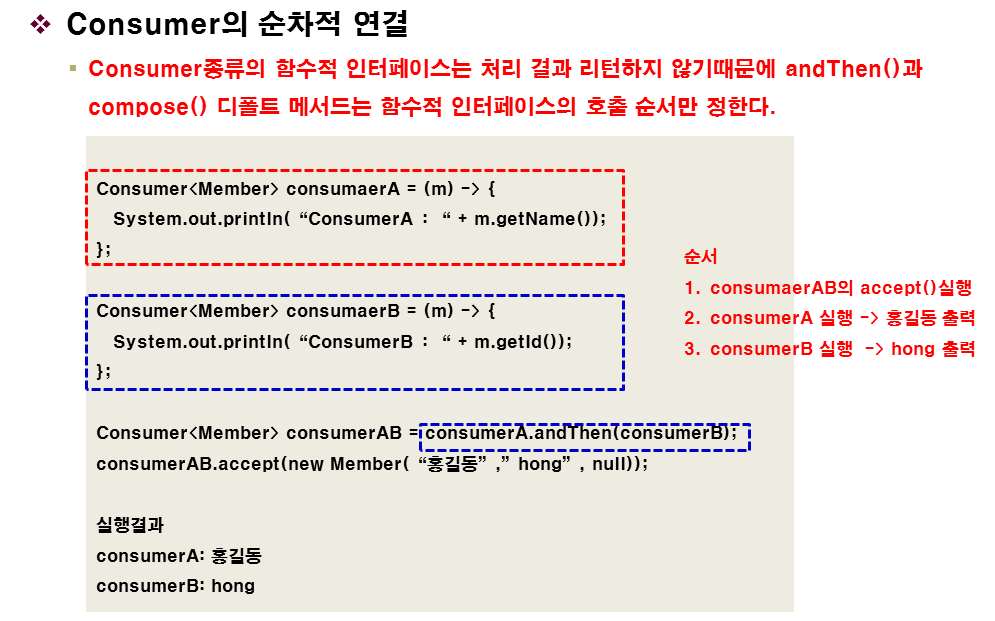 Consumer의 순차적 연결
Consumer종류의 함수적 인터페이스는 처리 결과 리턴하지 않기때문에 andThen()과
compose() 디폴트 메서드는 함수적 인터페이스의 호출 순서만 정한다.
Consumer<Member> consumaerA = (m) -> {
System.out.println( “ConsumerA : “ + m.getName());
};
Consumer<Member> consumaerB = (m) -> {
System.out.println( “ConsumerB : “ + m.getId());
};
Consumer<Member> consumerAB = consumerA.andThen(consumerB);
consumerAB.accept(new Member( “홍길동” ,” hong” , null));
실행결과
consumerA: 홍길동
consumerB: hong
순서
1. consumaerAB의 accept()실행
2. consumerA 실행 -> 홍길동 출력
3. consumerB 실행 -> hong 출력